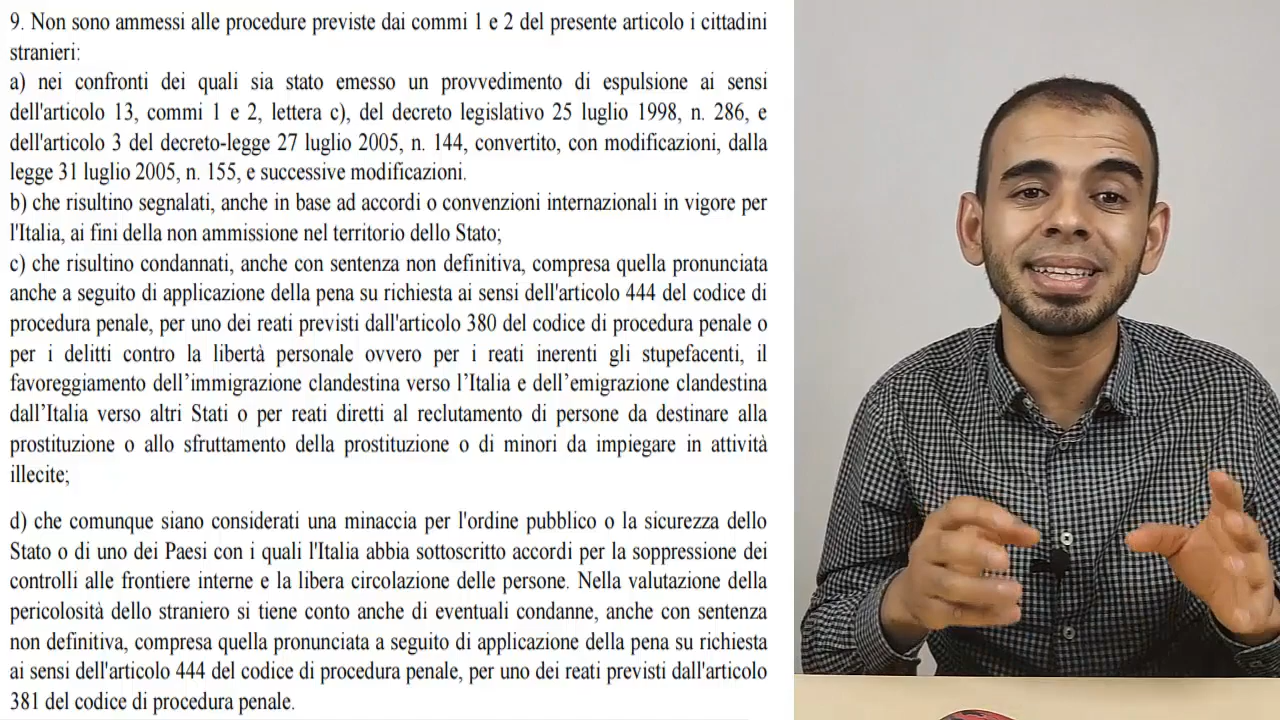 9. Non sono ammessi alle procedure previste dai commi 1 e 2 del presente articolo i cittadini
stranieri:
a) nei confronti dei quali sia stato emesso un provvedimento di espulsione ai sensi
dell'articolo 13, commi 1 e 2, lettera c), del decreto legislativo 25 luglio 1998, n. 286, e
dell'articolo 3 del decreto-legge 27 luglio 2005, n. 144, convertito, con modificazioni, dalla
legge 31 luglio 2005, n. 155, e successive modificazioni.
b) che risultino segnalati, anche in base ad accordi o convenzioni internazionali in vigore per
l'Italia, ai fini della non ammissione nel territorio dello Stato;
c) che risultino condannati, anche con sentenza non definitiva, compresa quella pronunciata
anche a seguito di applicazione della pena su richiesta ai sensi dell'articolo 444 del codice di
procedura penale, per uno dei reati previsti dall'articolo 380 del codice di procedura penale o
per i delitti contro la libertà personale ovvero per i reati inerenti gli stupefacenti, il
favoreggiamento dell’immigrazione clandestina verso l’Italia e dell’emigrazione clandestina
dall’Italia verso altri Stati o per reati diretti al reclutamento di persone da destinare alla
prostituzione o allo sfruttamento della prostituzione o di minori da impiegare in attività
illecite;
d) che comunque siano considerati una minaccia per l'ordine pubblico o la sicurezza dello
Stato o di uno dei Paesi con i quali l'Italia abbia sottoscritto accordi per la soppressione dei
controlli alle frontiere interne e la libera circolazione delle persone. Nella valutazione della
pericolosità dello straniero si tiene conto anche di eventuali condanne, anche con sentenza
non definitiva, compresa quella pronunciata a seguito di applicazione della pena su richiesta
ai sensi dell'articolo 444 del codice di procedura penale, per uno dei reati previsti dall'articolo
381 del codice di procedura penale.